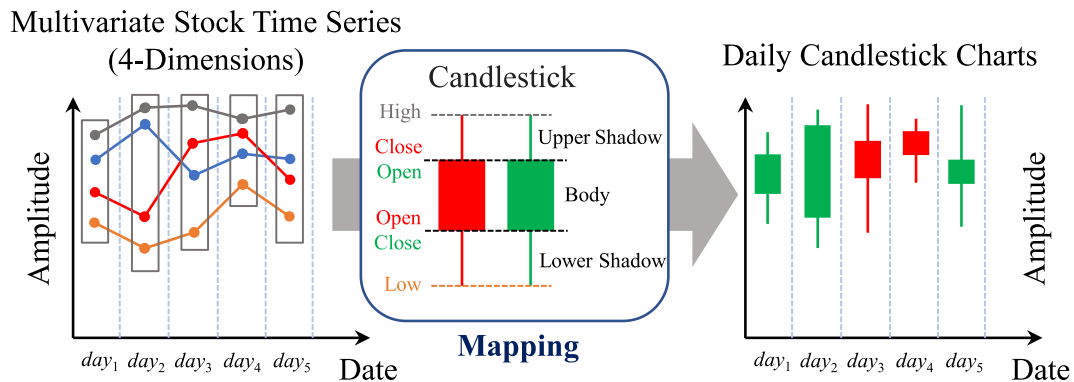 Multivariate Stock Time Series
(4-Dimensions)
Amplitude
day1 day2 day3 day4 day5
Date
Candlestick
High
Close
Open
Open
Close
Low
Upper Shadow
Body
Lower Shadow
Mapping
Daily Candlestick Charts
Amplitude
day1 day2 day3 day4 day5
Date